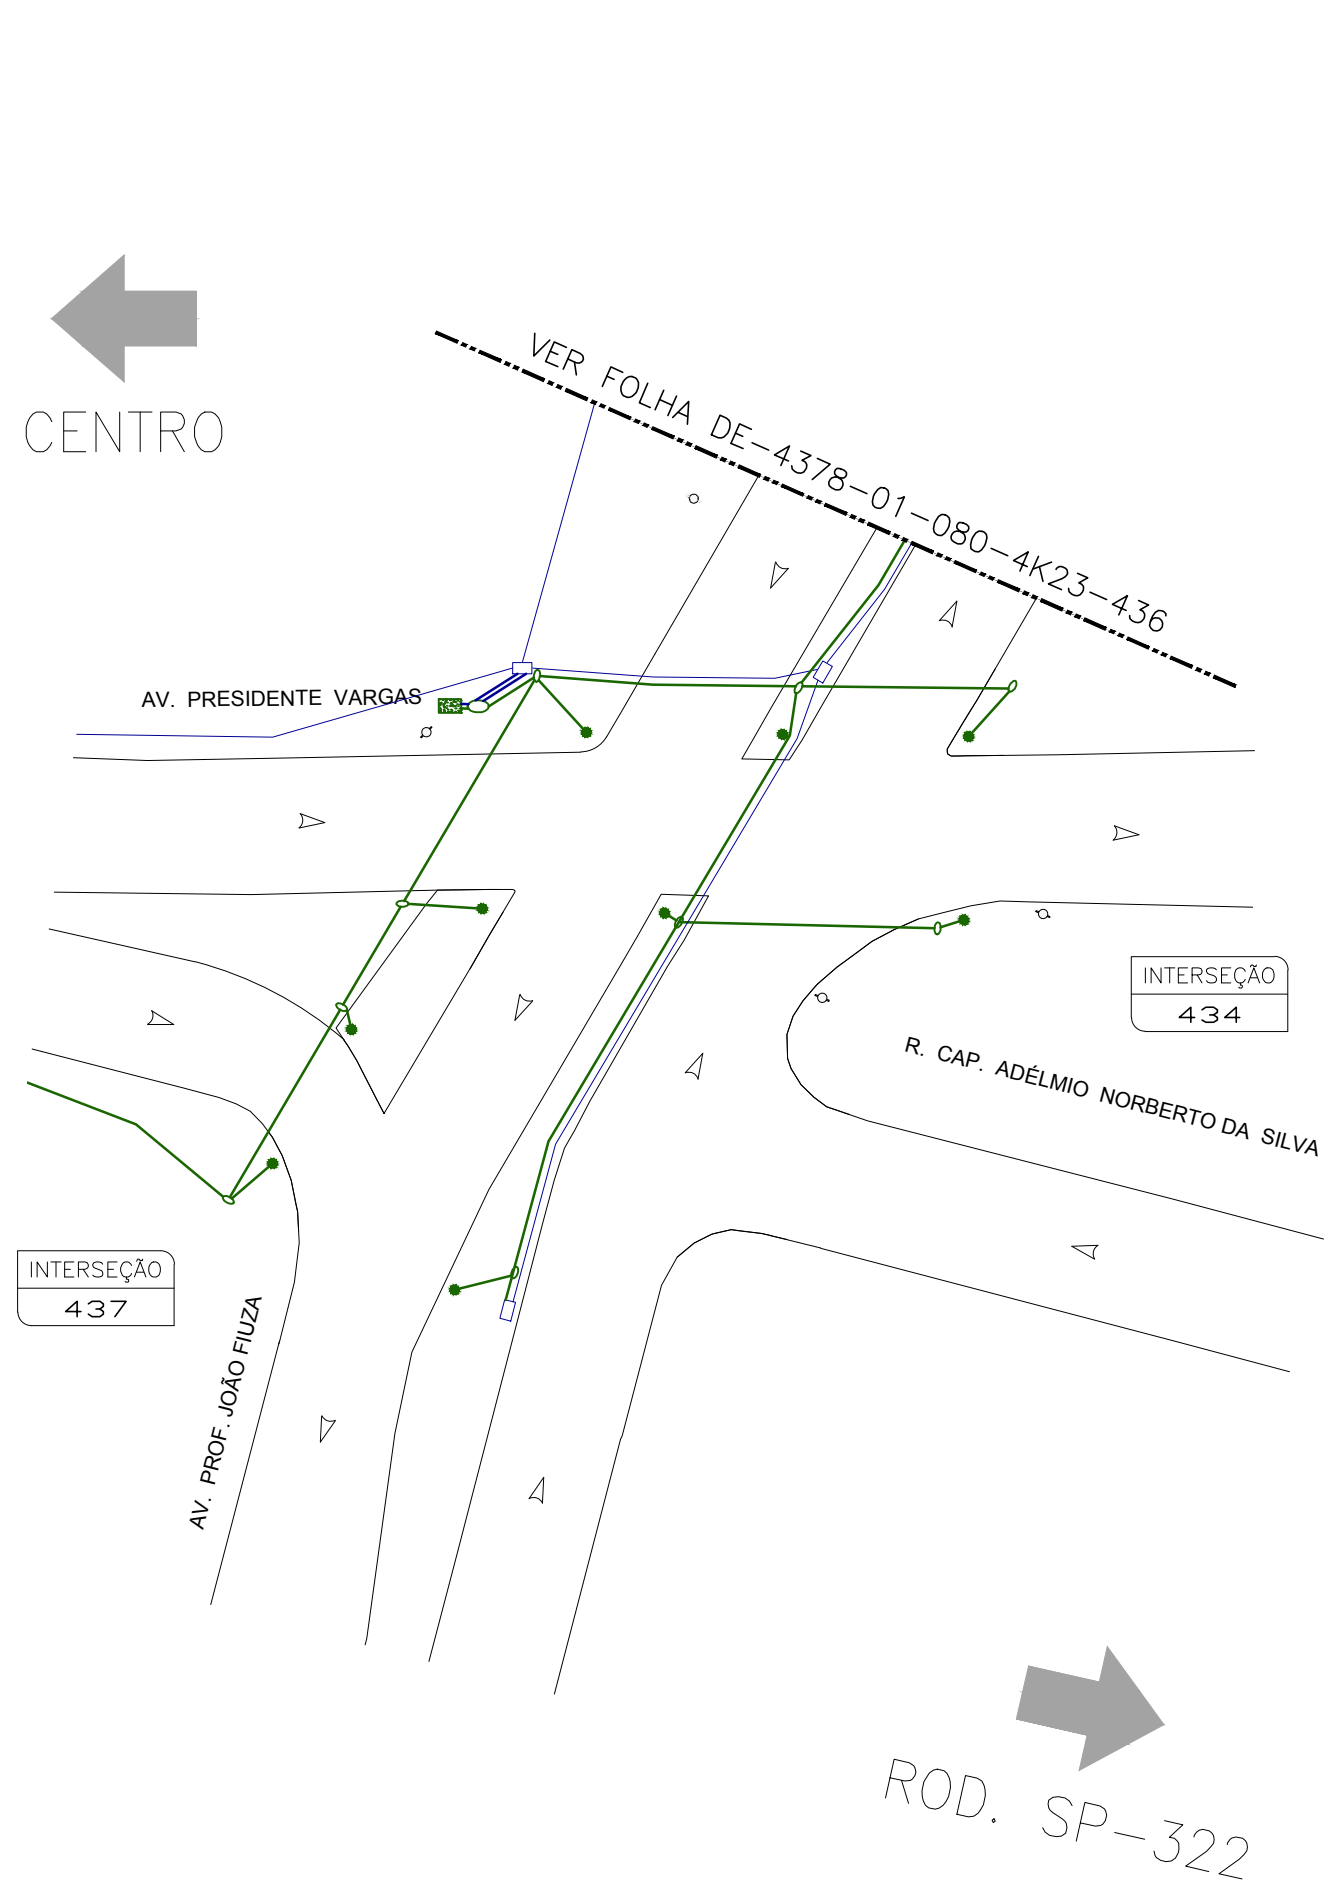 CENTRO
VER FOLHA DE-4378-01-080-4K23-436
AV. PRESIDENTE VARGAS
INTERSEÇÃO
434
R. CAP. ADÉLMIO NORBERTO DA SILVA
INTERSEÇÃO
437
AV. PROF. JOÃO FIUZA
ROD. SP-322